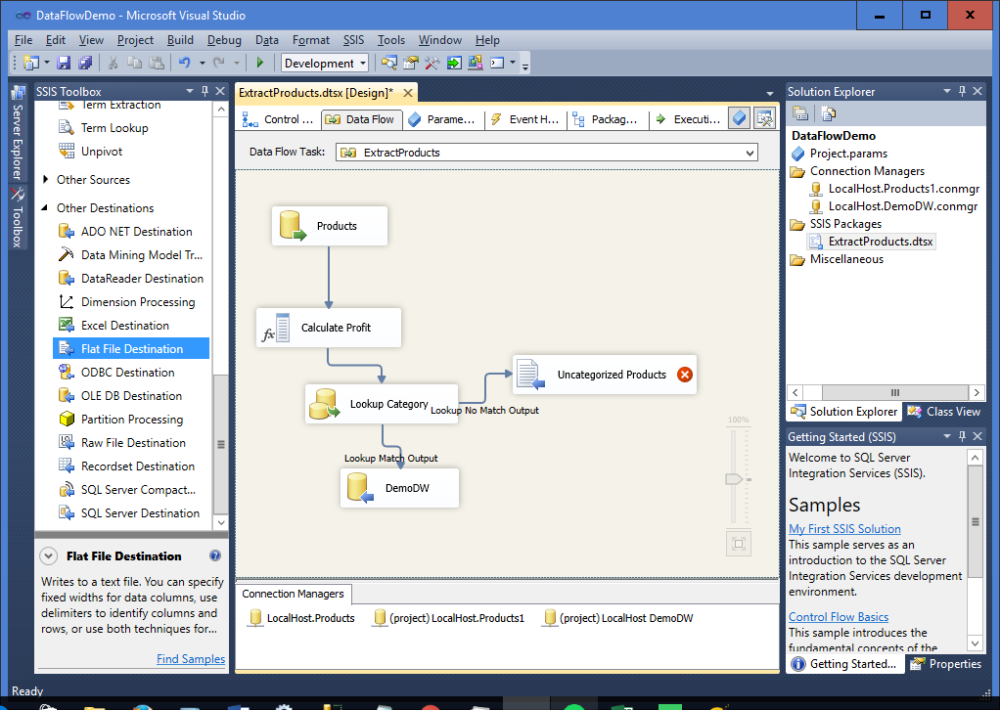 DataFlowDemo - Microsoft Visual Studio
File Edit View Project Build Debug Data Format SSIS Tools Window Help
Development
Server Explorer
Toolbox
SSIS Toolbox
Term Extraction
Term Lookup
Unpivot
Other Sources
Other Destinations
ADO NET Destination
Data Mining Model Tr...
DataReader Destination
Dimension Processing
Excel Destination
Flat File Destination
ODBC Destination
OLE DB Destination
Partition Processing
Raw File Destination
Recordset Destination
SQL Server Compact...
SQL Server Destination
Flat File Destination
Writes to a text file. You can specify
fixed widths for data columns, use
delimiters to identify columns and
rows, or use both techniques for...
Find Samples
ExtractProducts.dtsx [Design]*
Control ... Data Flow Parame... Event H... Packag... Executi...
Data Flow Task: ExtractProducts
Products
fx Calculate Profit
Uncategorized Products
Lookup Category
Lookup No Match Output
Lookup Match Output
DemoDW
100%
Connection Managers
LocalHost.Products (project) LocalHost.Products1 (project) LocalHost DemoDW
Solution Explorer
DataFlowDemo
Project.params
Connection Managers
LocalHost.Products1.conmgr
LocalHost.DemoDW.conmgr
SSIS Packages
ExtractProducts.dtsx
Miscellaneous
Solution Explorer Class View
Getting Started (SSIS)
Welcome to SQL Server
Integration Services (SSIS).
Samples
My First SSIS Solution
This sample serves as an
introduction to the SQL Server
Integration Services development
environment.
Control Flow Basics
This sample introduces the
fundamental concepts of the
Getting Started... Properties
Ready